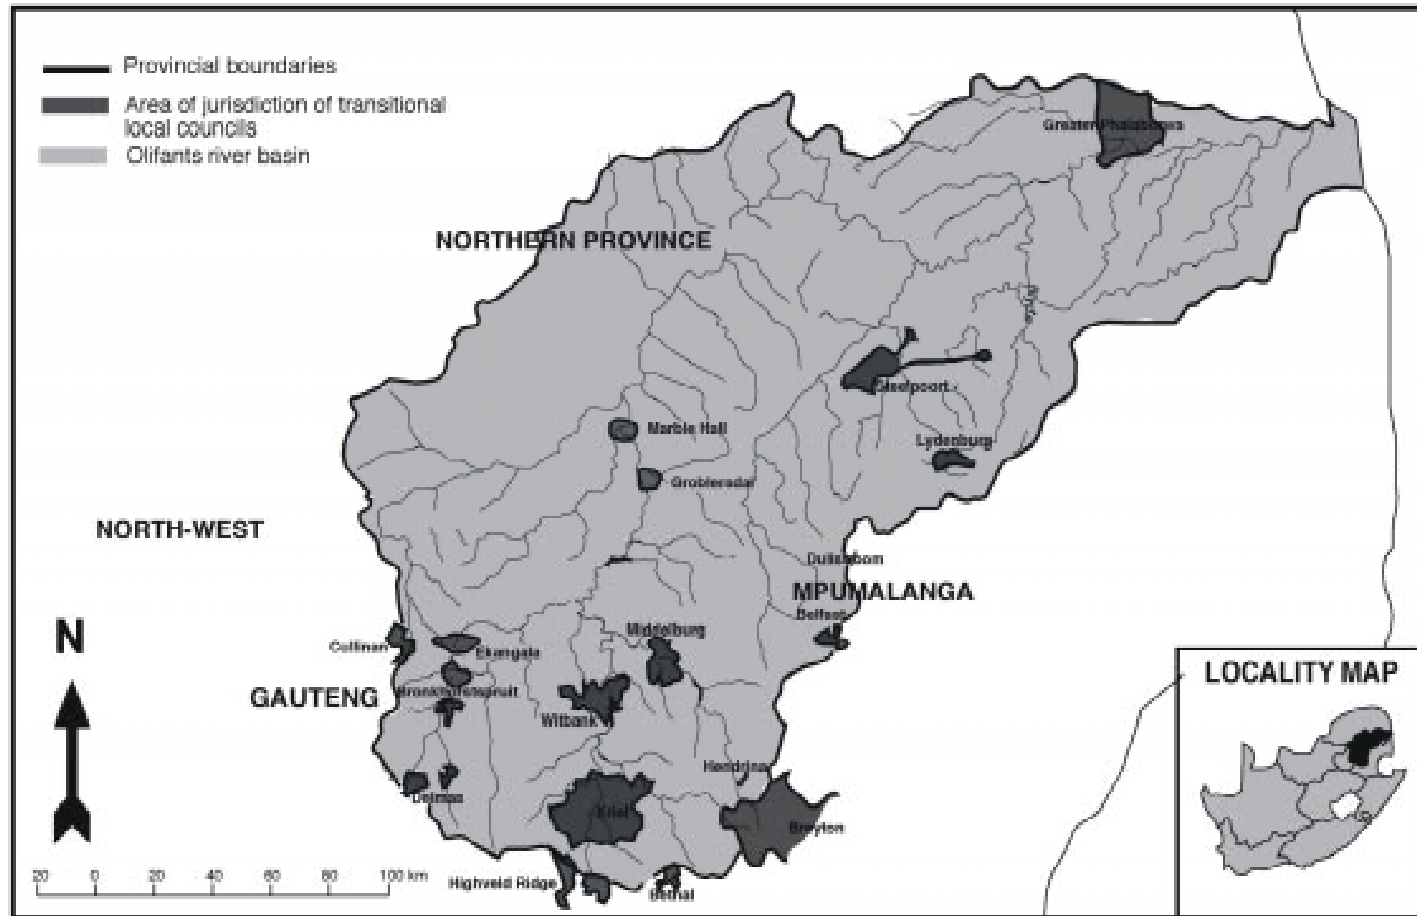 Provincial boundaries
Area of jurisdiction of transitional
local councils
Olifants river basin
Greater Phalaborwa
NORTHERN PROVINCE
Steelpoort
Marble Hall
Lydenburg
Groblersdal
NORTH-WEST
Dullstroom
MPUMALANGA
Belfast
Middelburg
N
Cullinan
Ekangala
LOCALITY MAP
GAUTENG
Bronkhorstspruit
Witbank
Hendrina
Delmas
Kriel
Breyton
20 0 20 40 60 80 100 km
Highveld Ridge
Bethal